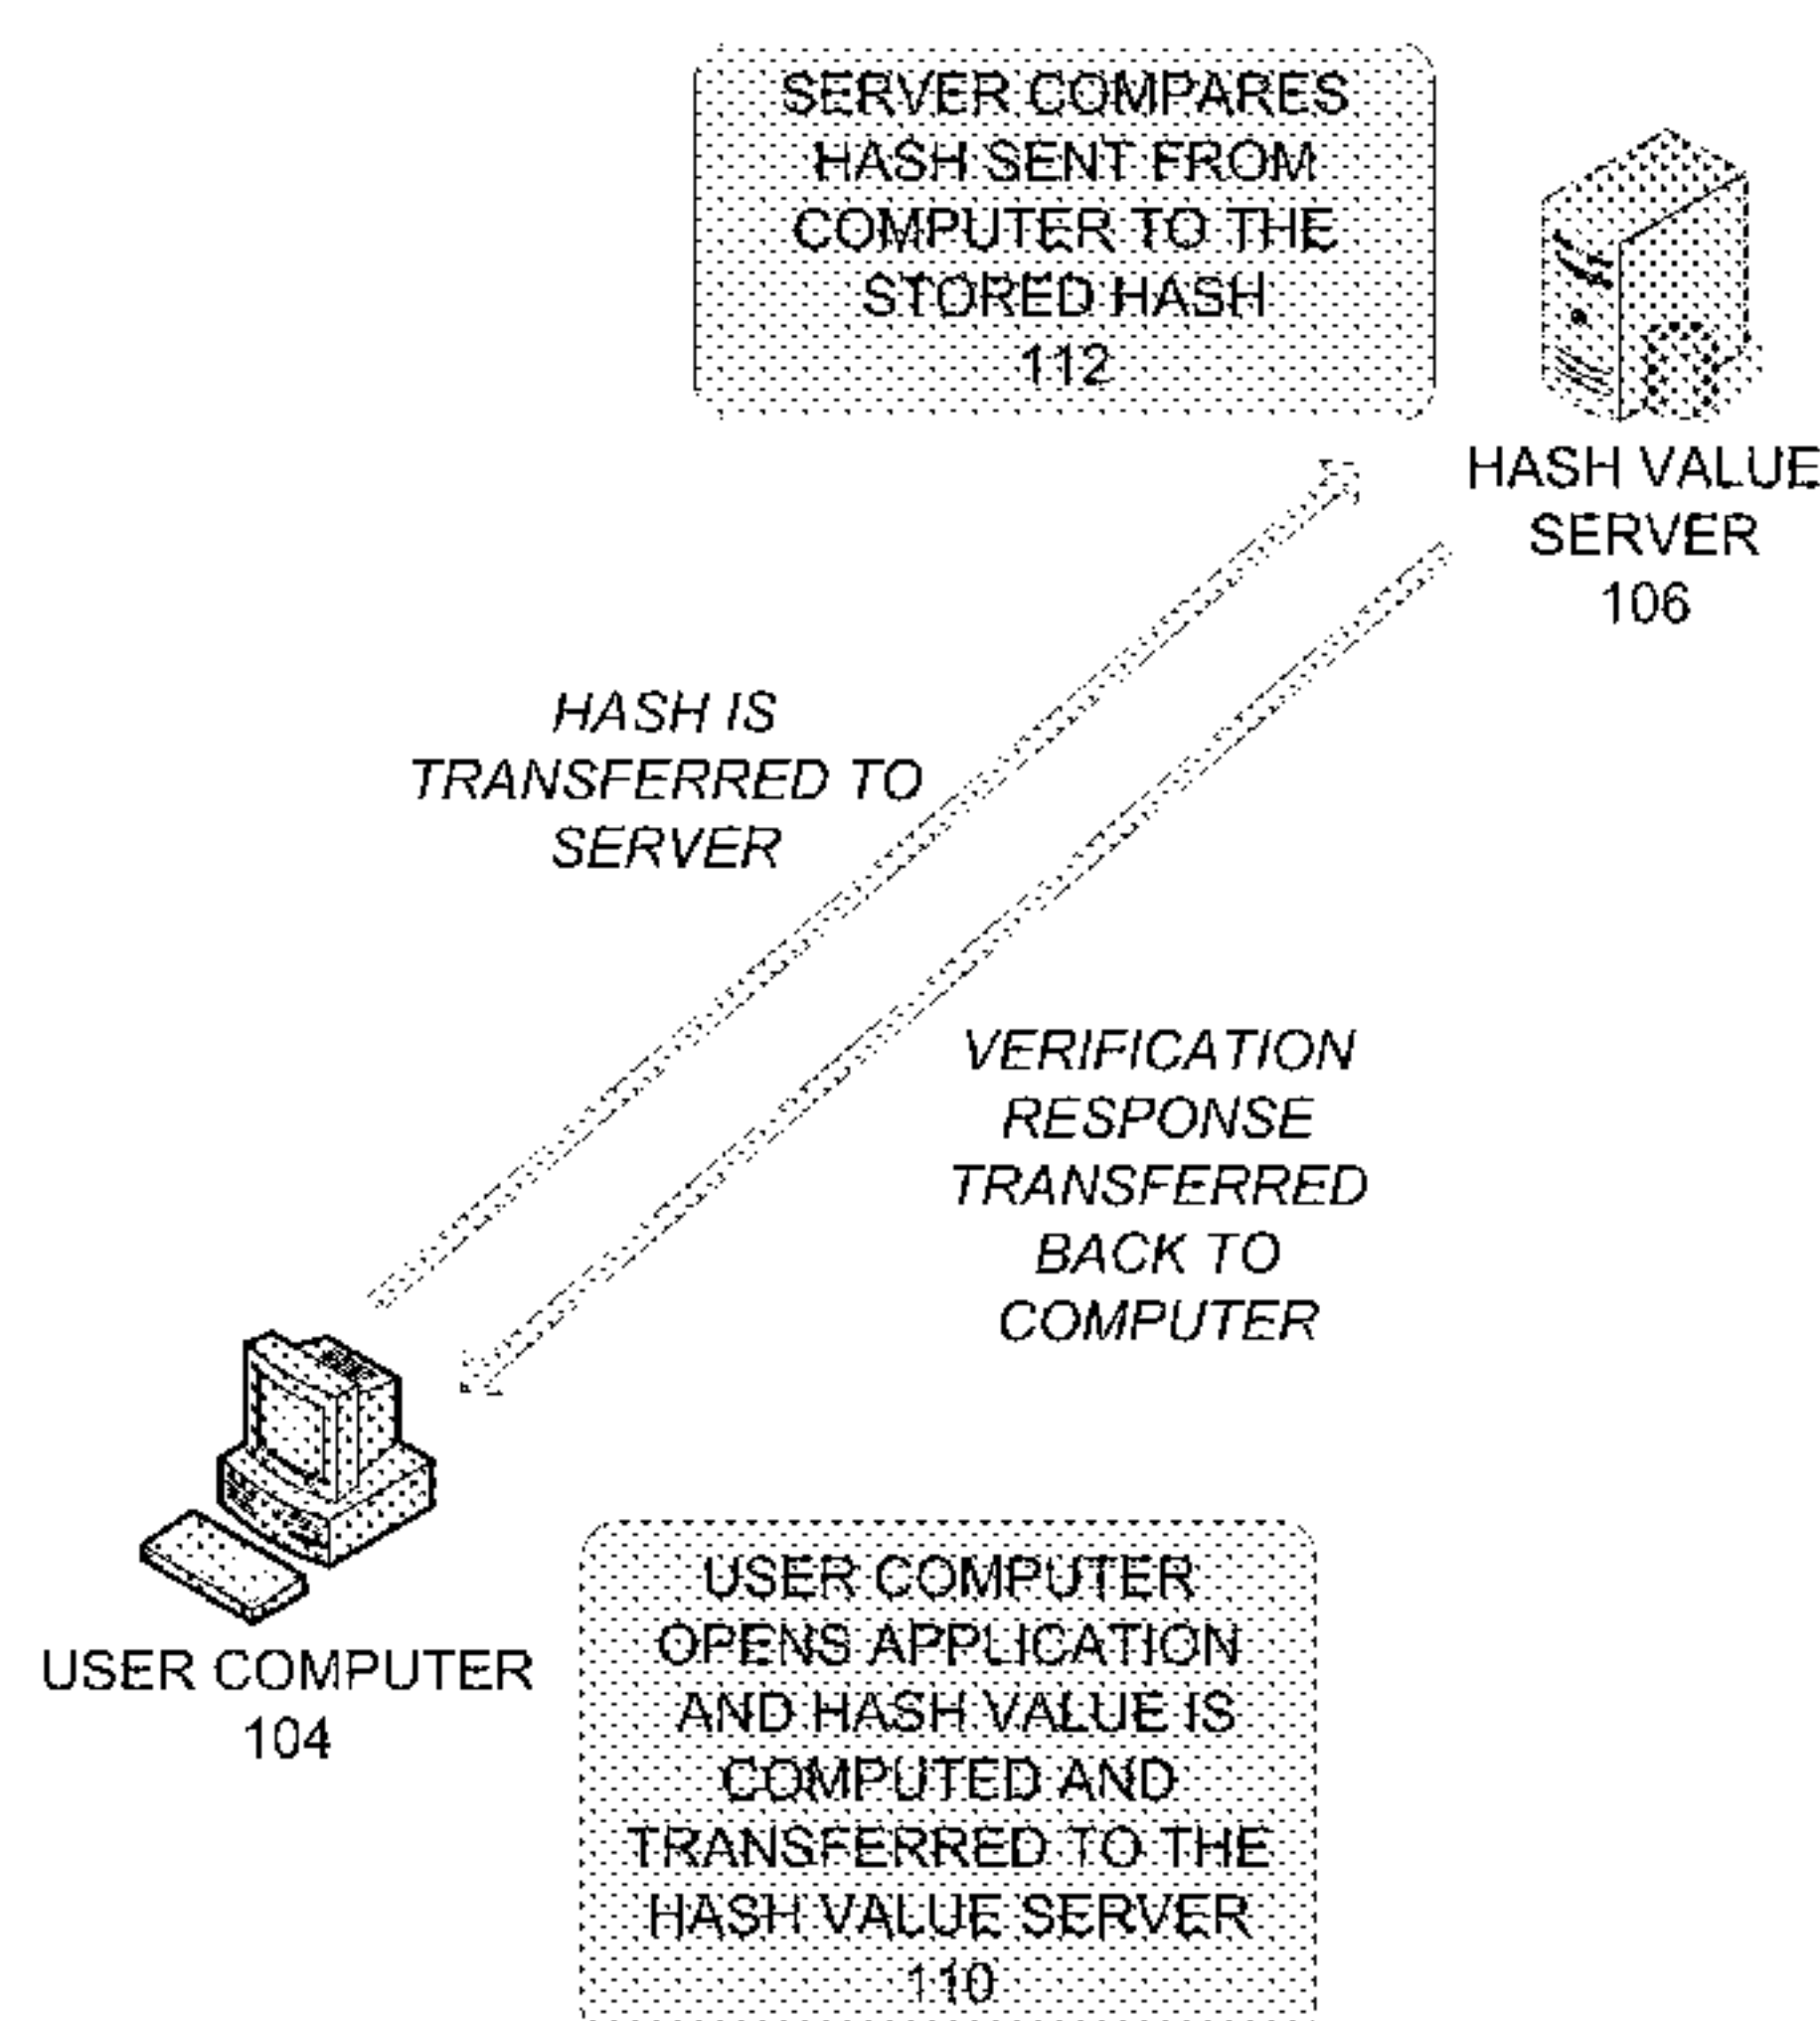 SERVER COMPARES
HASH SENT FROM
COMPUTER TO THE
STORED HASH
112
HASH VALUE
SERVER
106
HASH IS
TRANSFERRED TO
SERVER
VERIFICATION
RESPONSE
TRANSFERRED
BACK TO
COMPUTER
USER COMPUTER
104
USER COMPUTER
OPENS APPLICATION
AND HASH VALUE IS
COMPUTED AND
TRANSFERRED TO THE
HASH VALUE SERVER
110